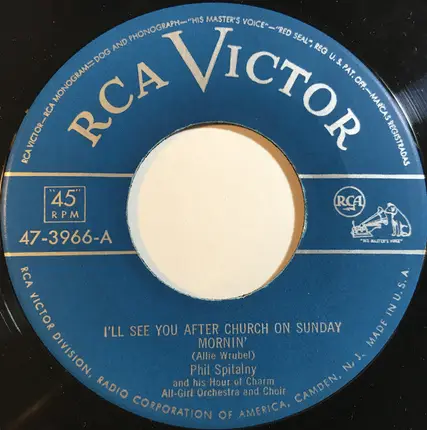 RCA VICTOR—RCA MONOGRAM—DOG AND PHONOGRAPH—"HIS MASTER'S VOICE"—"RED SEAL", REG. U.S. PAT. OFF.—MARCAS REGISTRADAS
RCA VICTOR
"45"
RPM
47-3966-A
RCA
"HIS MASTER'S VOICE"
I'LL SEE YOU AFTER CHURCH ON SUNDAY
MORNIN'
(Allie Wrubel)
Phil Spitalny
and his Hour of Charm
All-Girl Orchestra and Choir
RCA VICTOR DIVISION, RADIO CORPORATION OF AMERICA, CAMDEN, N. J. MADE IN U.S.A.